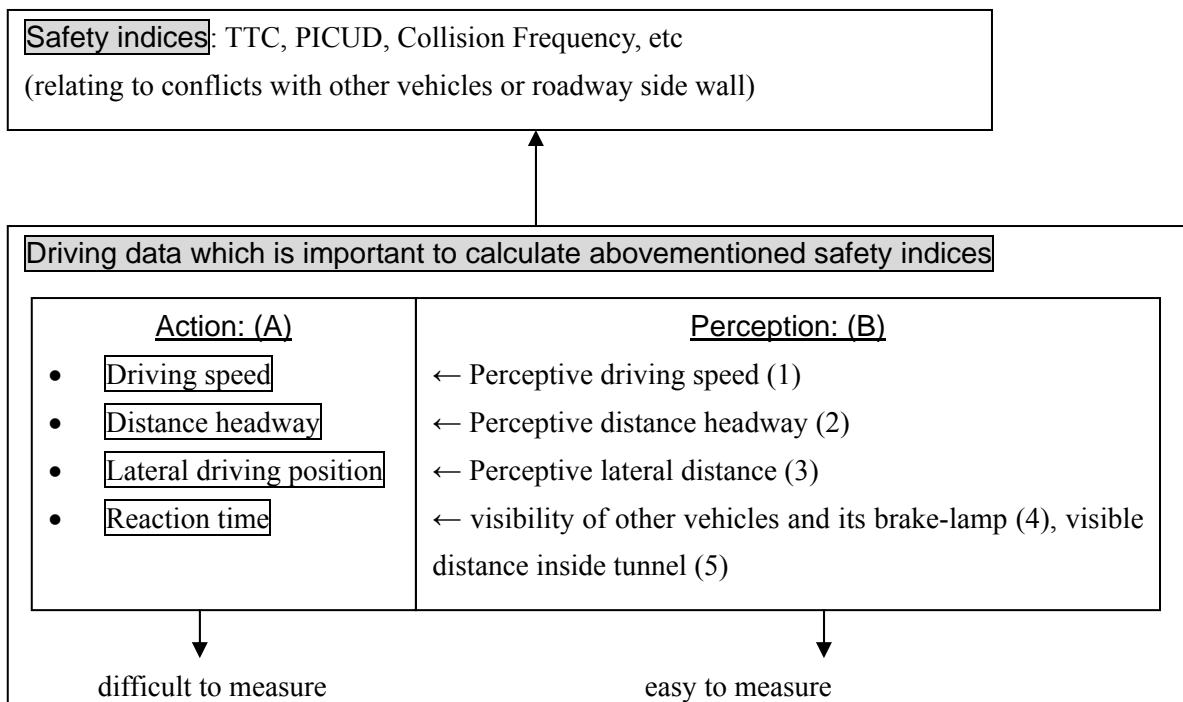 Safety indices: TTC, PICUD, Collision Frequency, etc
(relating to conflicts with other vehicles or roadway side wall)
Driving data which is important to calculate abovementioned safety indices
Action: (A)
• Driving speed
• Distance headway
• Lateral driving position
• Reaction time
Perception: (B)
← Perceptive driving speed (1)
← Perceptive distance headway (2)
← Perceptive lateral distance (3)
← visibility of other vehicles and its brake-lamp (4), visible
distance inside tunnel (5)
difficult to measure
easy to measure